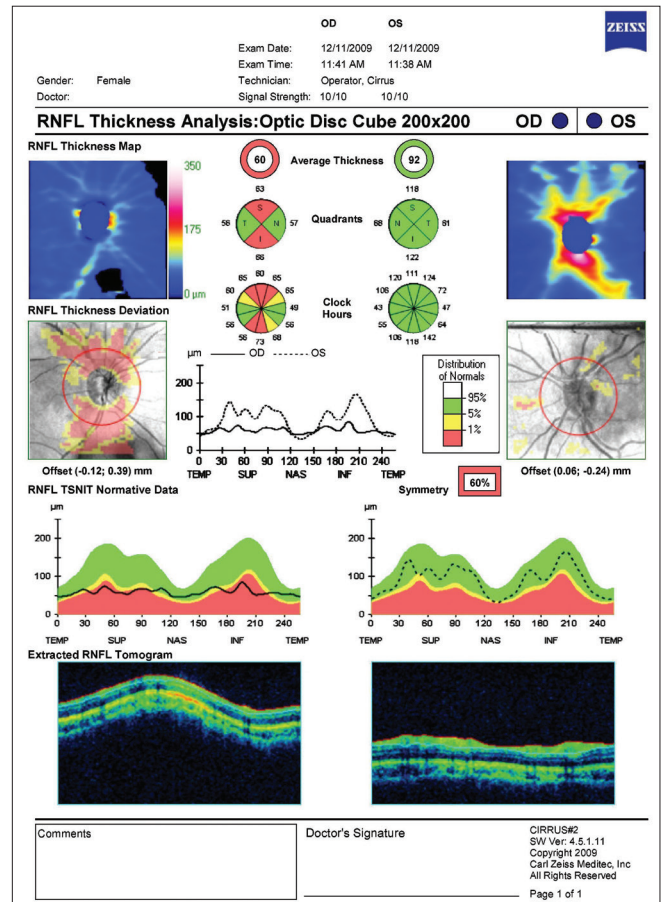 OD OS
ZEISS
Exam Date: 12/11/2009 12/11/2009
Exam Time: 11:41 AM 11:38 AM
Gender: Female Technician: Operator, Cirrus
Doctor: Signal Strength: 10/10 10/10
RNFL Thickness Analysis:Optic Disc Cube 200x200 OD OS
RNFL Thickness Map
350
175
0 µm
60 Average Thickness 92
63 118
S S
56 T N 57 Quadrants 68 T N 61
I I
66 122
60 111
65 65 120 124
60 65 106 72
51 49 Clock Hours 43 47
56 56 55 64
56 68 106 142
73 118
RNFL Thickness Deviation
µm OD OS
200
100
0
0 30 60 90 120 150 180 210 240
TEMP SUP NAS INF TEMP
Distribution
of Normals
95%
5%
1%
Offset (-0.12; 0.39) mm
Offset (0.06; -0.24) mm
RNFL TSNIT Normative Data
Symmetry 60%
µm
200
100
0
0 30 60 90 120 150 180 210 240
TEMP SUP NAS INF TEMP
µm
200
100
0
0 30 60 90 120 150 180 210 240
TEMP SUP NAS INF TEMP
Extracted RNFL Tomogram
Comments
Doctor's Signature
CIRRUS#2
SW Ver: 4.5.1.11
Copyright 2009
Carl Zeiss Meditec, Inc
All Rights Reserved
Page 1 of 1